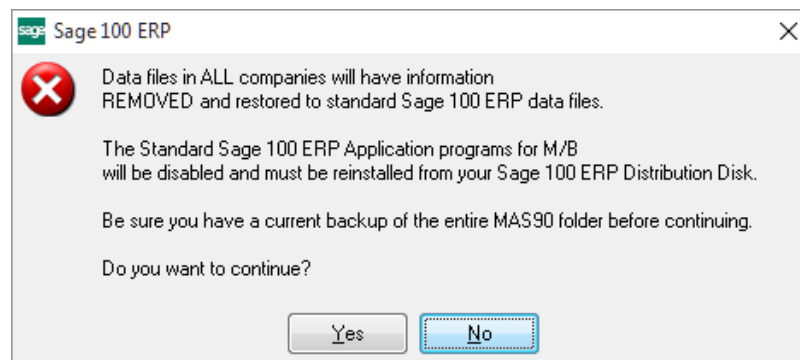 sage Sage 100 ERP
Data files in ALL companies will have information
REMOVED and restored to standard Sage 100 ERP data files.
The Standard Sage 100 ERP Application programs for M/B
will be disabled and must be reinstalled from your Sage 100 ERP Distribution Disk.
Be sure you have a current backup of the entire MAS90 folder before continuing.
Do you want to continue?
Yes No